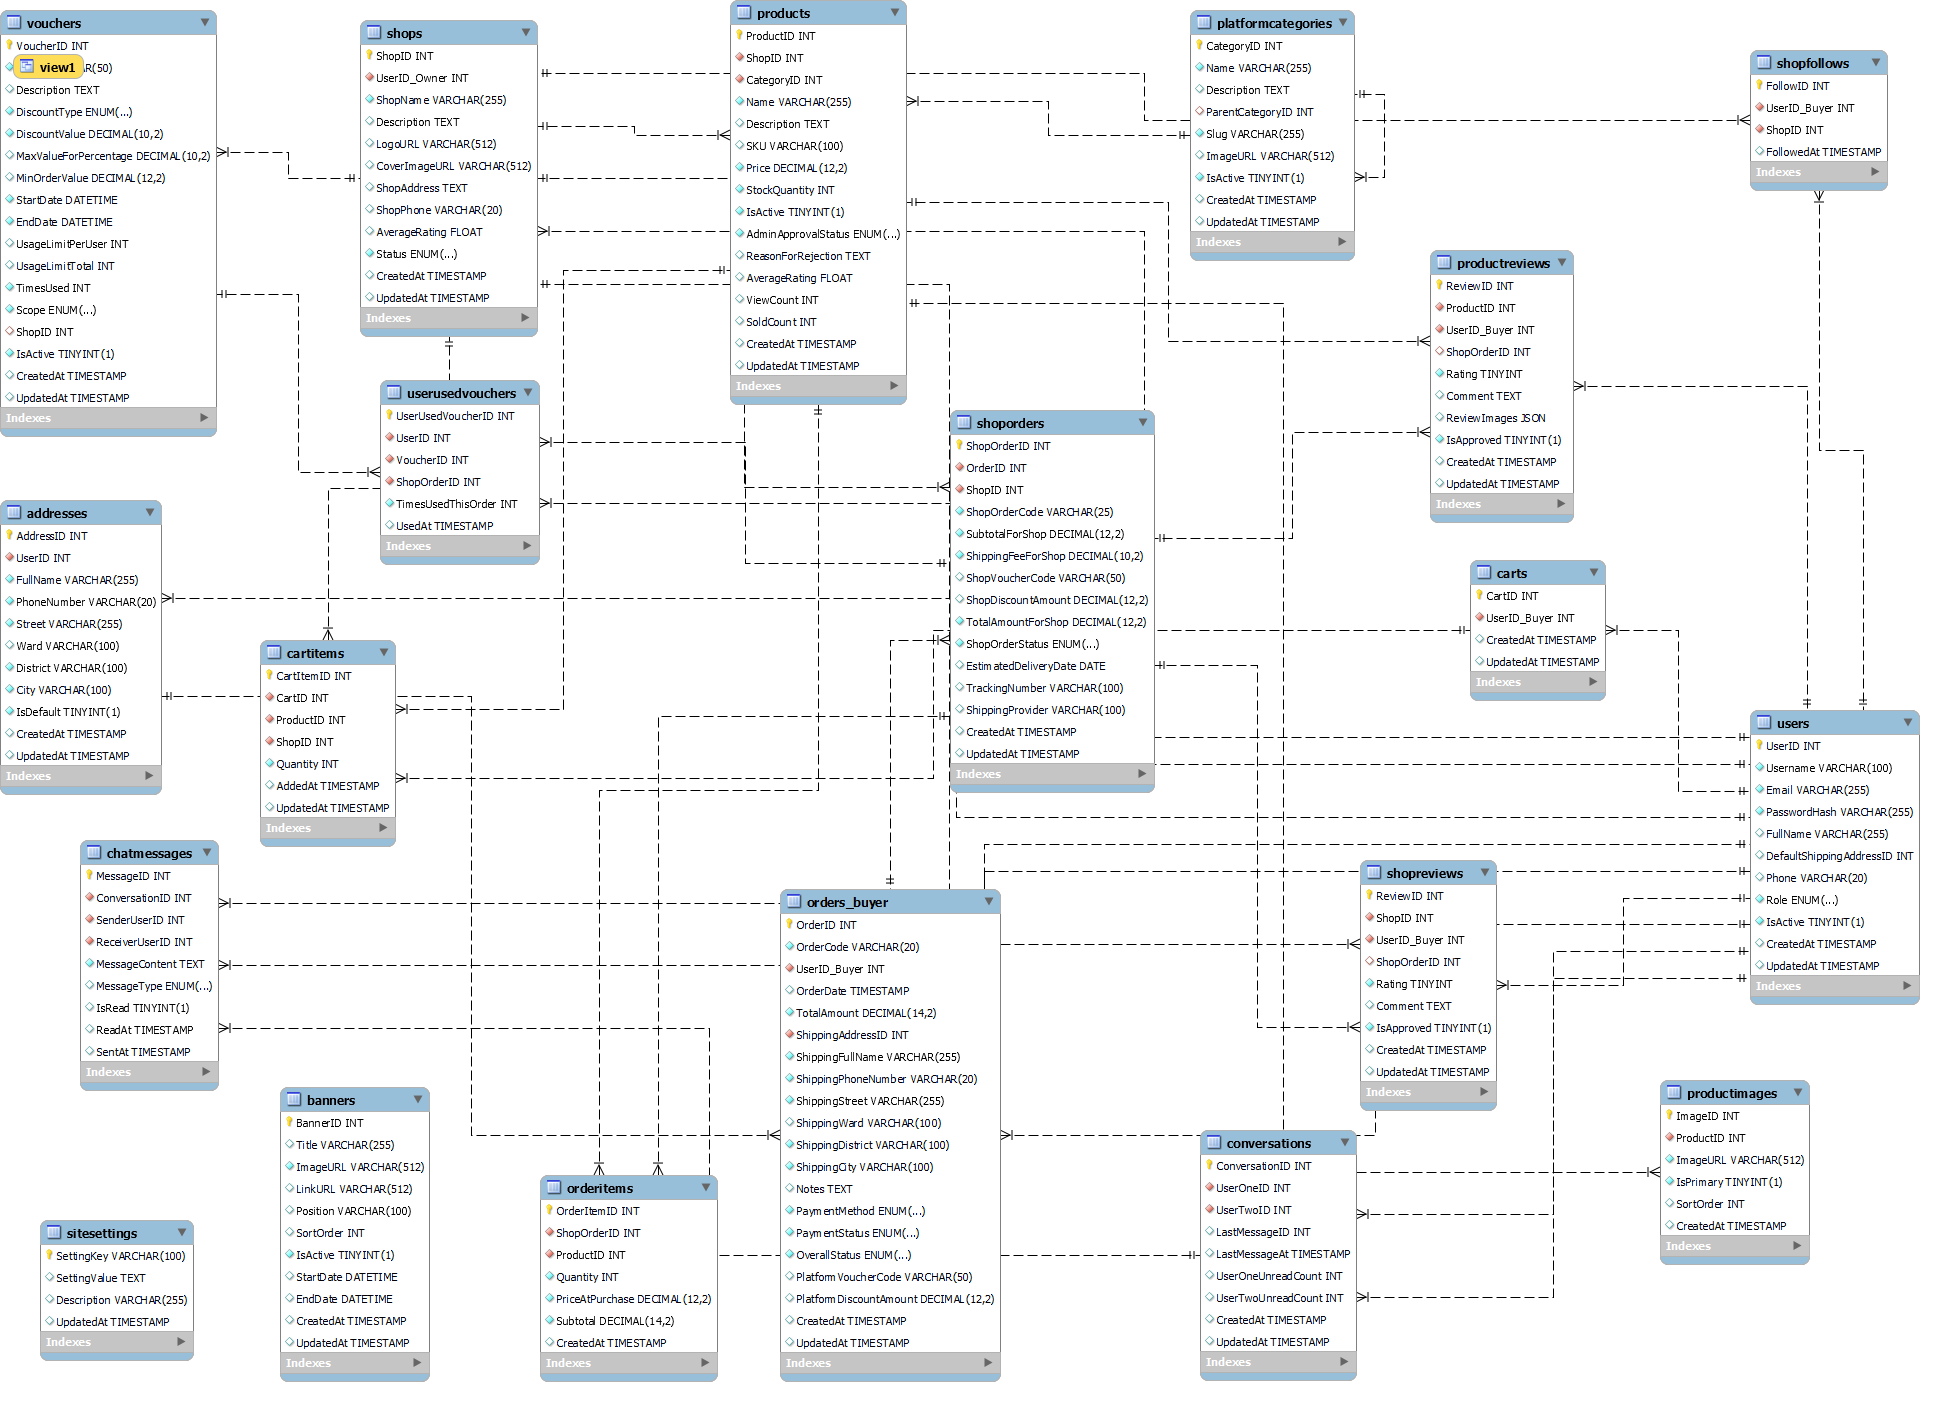 vouchers
VoucherID INT
view1
AR(50)
Description TEXT
DiscountType ENUM(...)
DiscountValue DECIMAL(10,2)
MaxValueForPercentage DECIMAL(10,2)
MinOrderValue DECIMAL(12,2)
StartDate DATETIME
EndDate DATETIME
UsageLimitPerUser INT
UsageLimitTotal INT
TimesUsed INT
Scope ENUM(...)
ShopID INT
IsActive TINYINT(1)
CreatedAt TIMESTAMP
UpdatedAt TIMESTAMP
Indexes
shops
ShopID INT
UserID_Owner INT
ShopName VARCHAR(255)
Description TEXT
LogoURL VARCHAR(512)
CoverImageURL VARCHAR(512)
ShopAddress TEXT
ShopPhone VARCHAR(20)
AverageRating FLOAT
Status ENUM(...)
CreatedAt TIMESTAMP
UpdatedAt TIMESTAMP
Indexes
products
ProductID INT
ShopID INT
CategoryID INT
Name VARCHAR(255)
Description TEXT
SKU VARCHAR(100)
Price DECIMAL(12,2)
StockQuantity INT
IsActive TINYINT(1)
AdminApprovalStatus ENUM(...)
ReasonForRejection TEXT
AverageRating FLOAT
ViewCount INT
SoldCount INT
CreatedAt TIMESTAMP
UpdatedAt TIMESTAMP
Indexes
platformcategories
CategoryID INT
Name VARCHAR(255)
Description TEXT
ParentCategoryID INT
Slug VARCHAR(255)
ImageURL VARCHAR(512)
IsActive TINYINT(1)
CreatedAt TIMESTAMP
UpdatedAt TIMESTAMP
Indexes
shopfollows
FollowID INT
UserID_Buyer INT
ShopID INT
FollowedAt TIMESTAMP
Indexes
productreviews
ReviewID INT
ProductID INT
UserID_Buyer INT
ShopOrderID INT
Rating TINYINT
Comment TEXT
ReviewImages JSON
IsApproved TINYINT(1)
CreatedAt TIMESTAMP
UpdatedAt TIMESTAMP
Indexes
userusedvouchers
UserUsedVoucherID INT
UserID INT
VoucherID INT
ShopOrderID INT
TimesUsedThisOrder INT
UsedAt TIMESTAMP
Indexes
shoporders
ShopOrderID INT
OrderID INT
ShopID INT
ShopOrderCode VARCHAR(25)
SubtotalForShop DECIMAL(12,2)
ShippingFeeForShop DECIMAL(10,2)
ShopVoucherCode VARCHAR(50)
ShopDiscountAmount DECIMAL(12,2)
TotalAmountForShop DECIMAL(12,2)
ShopOrderStatus ENUM(...)
EstimatedDeliveryDate DATE
TrackingNumber VARCHAR(100)
ShippingProvider VARCHAR(100)
CreatedAt TIMESTAMP
UpdatedAt TIMESTAMP
Indexes
addresses
AddressID INT
UserID INT
FullName VARCHAR(255)
PhoneNumber VARCHAR(20)
Street VARCHAR(255)
Ward VARCHAR(100)
District VARCHAR(100)
City VARCHAR(100)
IsDefault TINYINT(1)
CreatedAt TIMESTAMP
UpdatedAt TIMESTAMP
Indexes
carts
CartID INT
UserID_Buyer INT
CreatedAt TIMESTAMP
UpdatedAt TIMESTAMP
Indexes
cartitems
CartItemID INT
CartID INT
ProductID INT
ShopID INT
Quantity INT
AddedAt TIMESTAMP
UpdatedAt TIMESTAMP
Indexes
users
UserID INT
Username VARCHAR(100)
Email VARCHAR(255)
PasswordHash VARCHAR(255)
FullName VARCHAR(255)
DefaultShippingAddressID INT
Phone VARCHAR(20)
Role ENUM(...)
IsActive TINYINT(1)
CreatedAt TIMESTAMP
UpdatedAt TIMESTAMP
Indexes
chatmessages
MessageID INT
ConversationID INT
SenderUserID INT
ReceiverUserID INT
MessageContent TEXT
MessageType ENUM(...)
IsRead TINYINT(1)
ReadAt TIMESTAMP
SentAt TIMESTAMP
Indexes
shopreviews
ReviewID INT
ShopID INT
UserID_Buyer INT
ShopOrderID INT
Rating TINYINT
Comment TEXT
IsApproved TINYINT(1)
CreatedAt TIMESTAMP
UpdatedAt TIMESTAMP
Indexes
orders_buyer
OrderID INT
OrderCode VARCHAR(20)
UserID_Buyer INT
OrderDate TIMESTAMP
TotalAmount DECIMAL(14,2)
ShippingAddressID INT
ShippingFullName VARCHAR(255)
ShippingPhoneNumber VARCHAR(20)
ShippingStreet VARCHAR(255)
ShippingWard VARCHAR(100)
ShippingDistrict VARCHAR(100)
ShippingCity VARCHAR(100)
Notes TEXT
PaymentMethod ENUM(...)
PaymentStatus ENUM(...)
OverallStatus ENUM(...)
PlatformVoucherCode VARCHAR(50)
PlatformDiscountAmount DECIMAL(12,2)
CreatedAt TIMESTAMP
UpdatedAt TIMESTAMP
Indexes
banners
BannerID INT
Title VARCHAR(255)
ImageURL VARCHAR(512)
LinkURL VARCHAR(512)
Position VARCHAR(100)
SortOrder INT
IsActive TINYINT(1)
StartDate DATETIME
EndDate DATETIME
CreatedAt TIMESTAMP
UpdatedAt TIMESTAMP
Indexes
productimages
ImageID INT
ProductID INT
ImageURL VARCHAR(512)
IsPrimary TINYINT(1)
SortOrder INT
CreatedAt TIMESTAMP
Indexes
conversations
ConversationID INT
UserOneID INT
UserTwoID INT
LastMessageID INT
LastMessageAt TIMESTAMP
UserOneUnreadCount INT
UserTwoUnreadCount INT
CreatedAt TIMESTAMP
UpdatedAt TIMESTAMP
Indexes
orderitems
OrderItemID INT
ShopOrderID INT
ProductID INT
Quantity INT
PriceAtPurchase DECIMAL(12,2)
Subtotal DECIMAL(14,2)
CreatedAt TIMESTAMP
Indexes
sitesettings
SettingKey VARCHAR(100)
SettingValue TEXT
Description VARCHAR(255)
UpdatedAt TIMESTAMP
Indexes